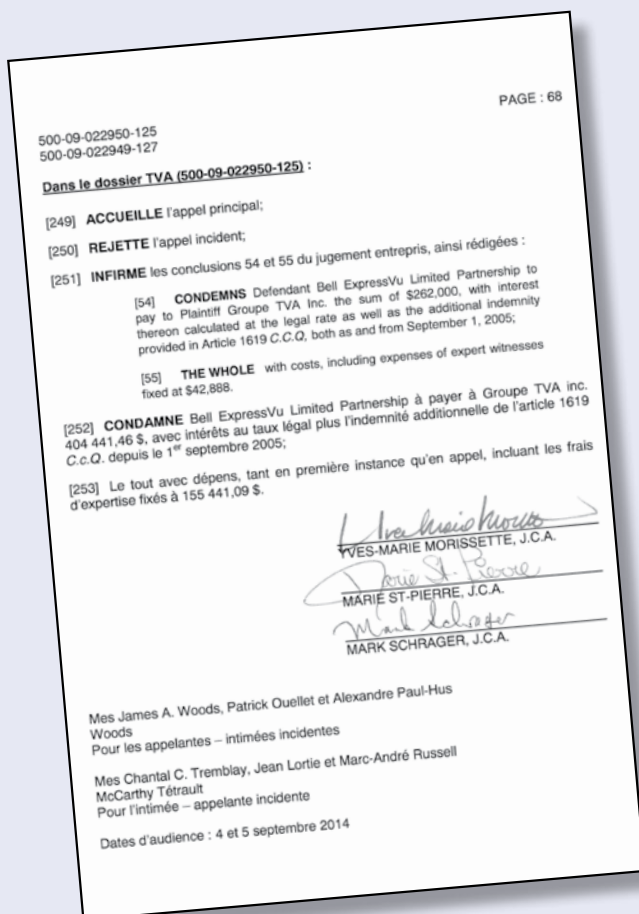 PAGE : 68
500-09-022950-125
500-09-022949-127
Dans le dossier TVA (500-09-022950-125) :
[249] ACCUEILLE l'appel principal;
[250] REJETTE l'appel incident;
[251] INFIRME les conclusions 54 et 55 du jugement entrepris, ainsi rédigées :
[54] CONDEMNS Defendant Bell ExpressVu Limited Partnership to
pay to Plaintiff Groupe TVA Inc. the sum of $262,000, with interest
thereon calculated at the legal rate as well as the additional indemnity
provided in Article 1619 C.C.Q, both as and from September 1, 2005;
[55] THE WHOLE with costs, including expenses of expert witnesses
fixed at $42,888.
[252] CONDAMNE Bell ExpressVu Limited Partnership à payer à Groupe TVA inc.
404 441,46 $, avec intérêts au taux légal plus l'indemnité additionnelle de l'article 1619
C.c.Q. depuis le 1er septembre 2005;
[253] Le tout avec dépens, tant en première instance qu'en appel, incluant les frais
d'expertise fixés à 155 441,09 $.
YVES-MARIE MORISSETTE, J.C.A.
Marie St-Pierre
MARIE ST-PIERRE, J.C.A.
Mark Schrager
MARK SCHRAGER, J.C.A.
Mes James A. Woods, Patrick Ouellet et Alexandre Paul-Hus
Woods
Pour les appelantes – intimées incidentes
Mes Chantal C. Tremblay, Jean Lortie et Marc-André Russell
McCarthy Tétrault
Pour l'intimée – appelante incidente
Dates d'audience : 4 et 5 septembre 2014